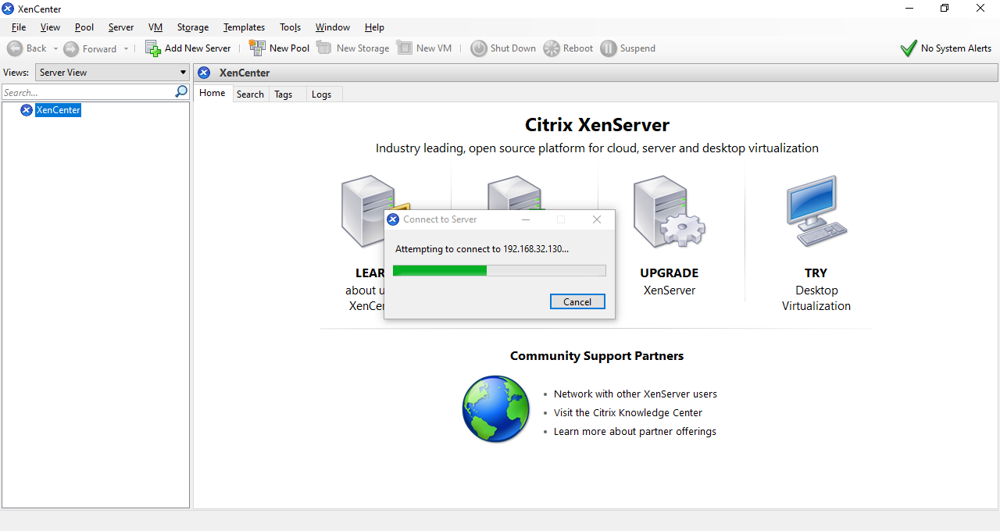 XenCenter
File View Pool Server VM Storage Templates Tools Window Help
Back Forward Add New Server New Pool New Storage New VM Shut Down Reboot Suspend No System Alerts
Views: Server View
XenCenter
Search...
Home Search Tags Logs
XenCenter
Citrix XenServer
Industry leading, open source platform for cloud, server and desktop virtualization
Connect to Server
Attempting to connect to 192.168.32.130...
Cancel
LEAR
about u
XenCe
UPGRADE
XenServer
TRY
Desktop
Virtualization
Community Support Partners
• Network with other XenServer users
• Visit the Citrix Knowledge Center
• Learn more about partner offerings